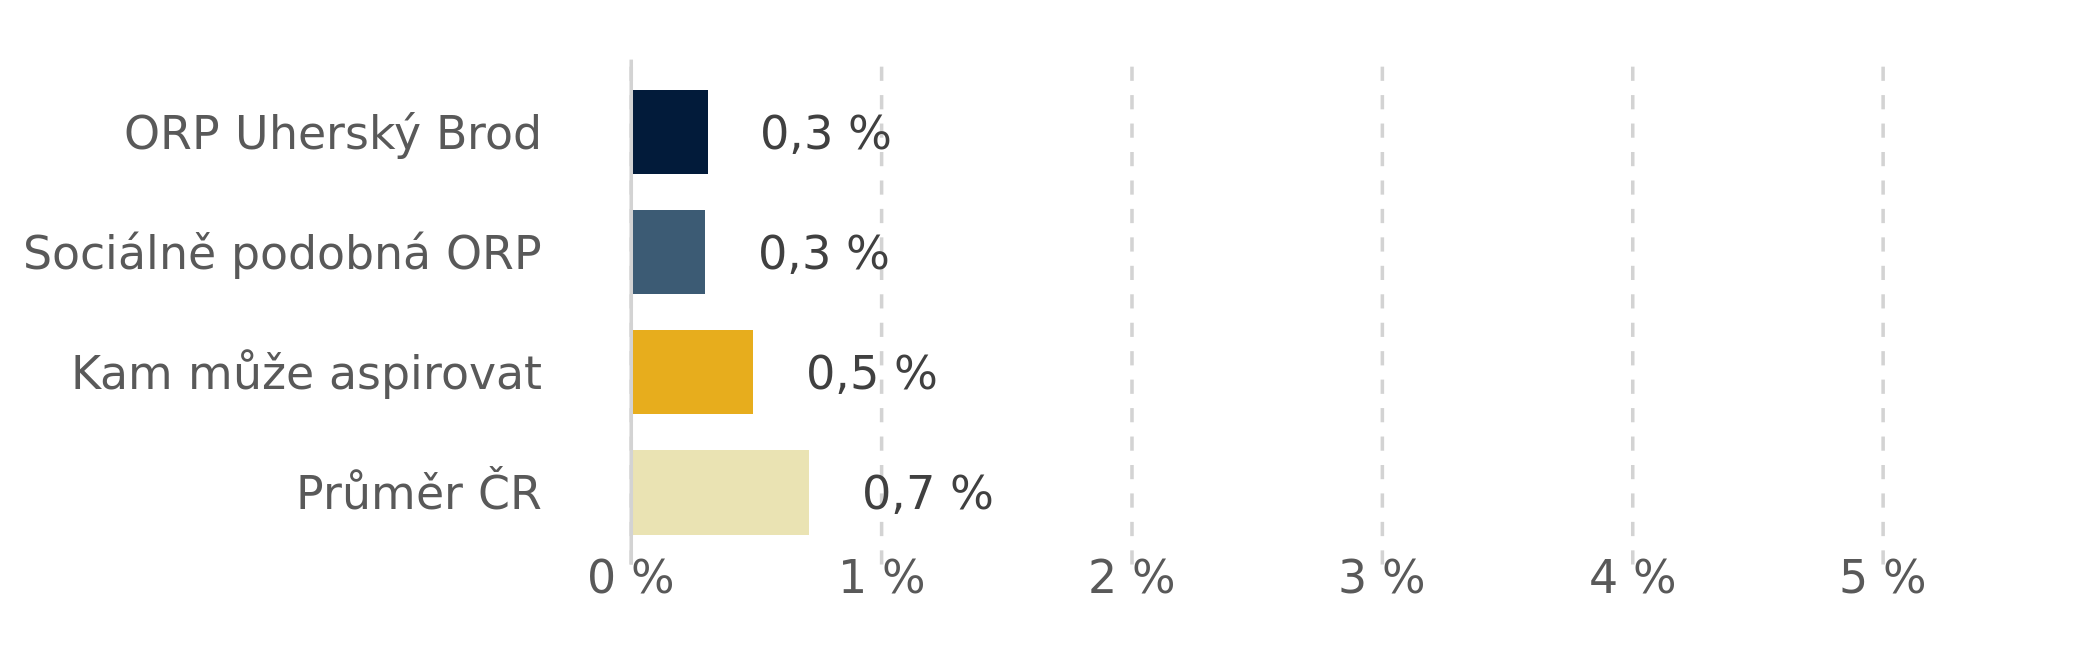 ORP Uherský Brod 0,3 %
Sociálně podobná ORP 0,3 %
Kam může aspirovat 0,5 %
Průměr ČR 0,7 %
0 % 1 % 2 % 3 % 4 % 5 %